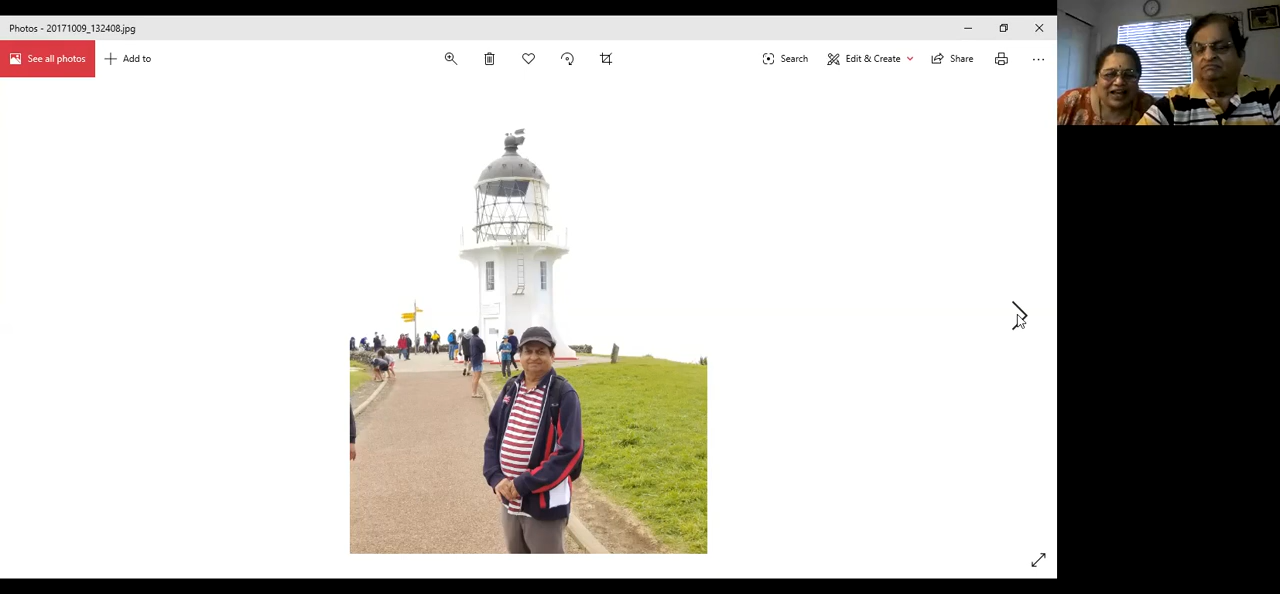 Photos - 20171009_132408.jpg
See all photos
Add to
Search
Edit & Create
Share